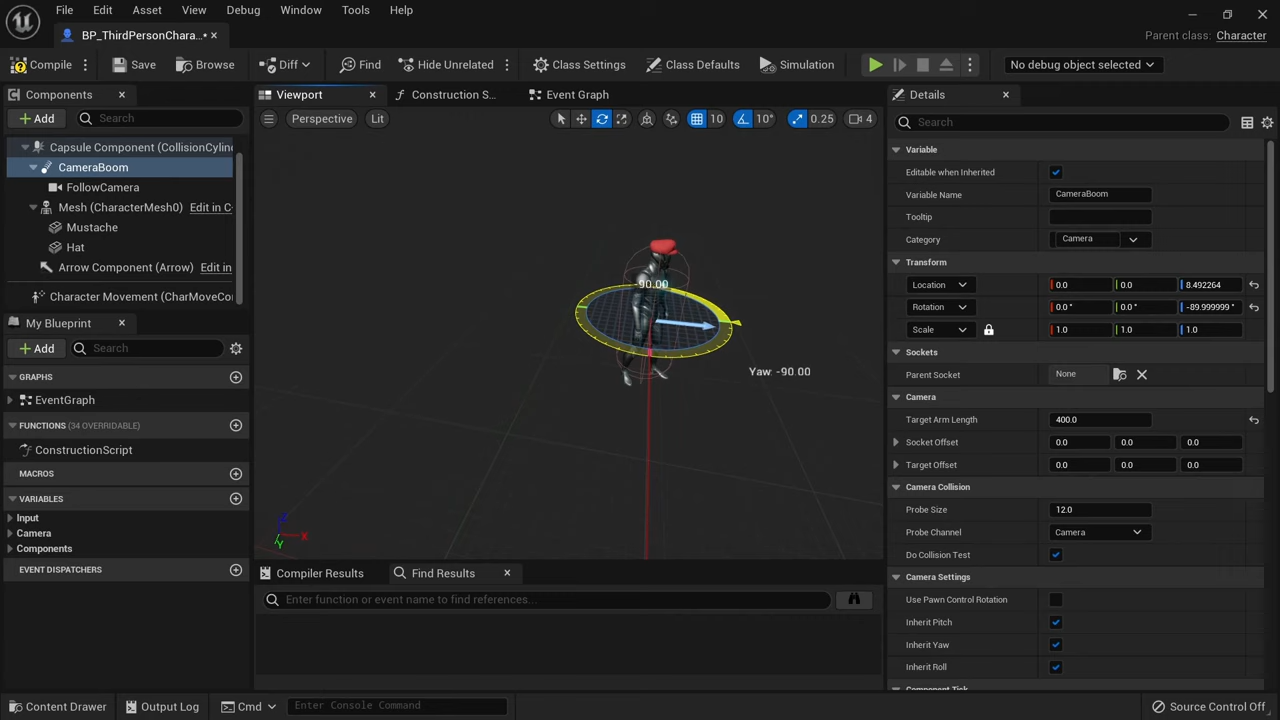 File Edit Asset View Debug Window Tools Help
BP_ThirdPersonChara...*
Parent class: Character
Compile Save Browse Diff Find Hide Unrelated Class Settings Class Defaults Simulation No debug object selected
Components
Add Search
Capsule Component (CollisionCylin
CameraBoom
FollowCamera
Mesh (CharacterMesh0) Edit in C
Mustache
Hat
Arrow Component (Arrow) Edit in
Character Movement (CharMoveCo
My Blueprint
Add Search
GRAPHS
EventGraph
FUNCTIONS (34 OVERRIDABLE)
ConstructionScript
MACROS
VARIABLES
Input
Camera
Components
EVENT DISPATCHERS
Viewport Construction S... Event Graph
Perspective Lit 10 10° 0.25 4
-90.00
Yaw: -90.00
Z
X
Y
Compiler Results Find Results
Enter function or event name to find references...
Details
Search
Variable
Editable when Inherited
Variable Name CameraBoom
Tooltip
Category Camera
Transform
Location 0.0 0.0 8.492264
Rotation 0.0 ° 0.0 ° -89.999999 °
Scale 1.0 1.0 1.0
Sockets
Parent Socket None
Camera
Target Arm Length 400.0
Socket Offset 0.0 0.0 0.0
Target Offset 0.0 0.0 0.0
Camera Collision
Probe Size 12.0
Probe Channel Camera
Do Collision Test
Camera Settings
Use Pawn Control Rotation
Inherit Pitch
Inherit Yaw
Inherit Roll
Component Tick
Content Drawer Output Log Cmd Enter Console Command Source Control Off